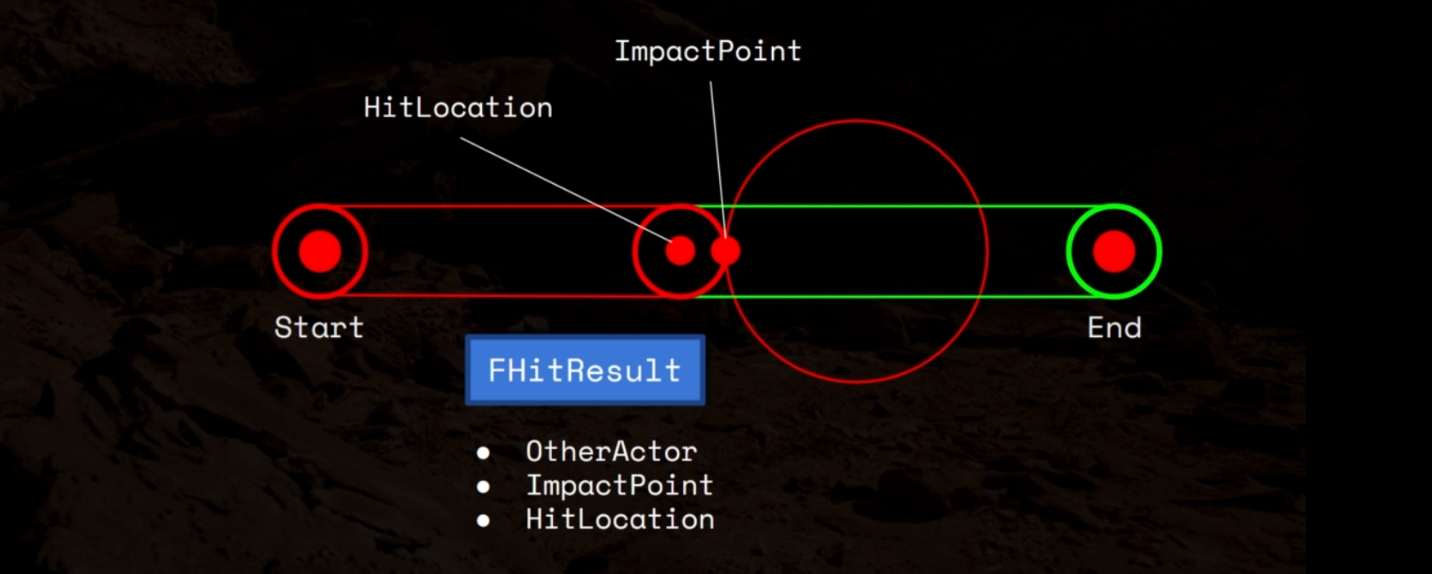 ImpactPoint
HitLocation
Start
End
FHitResult
● OtherActor
● ImpactPoint
● HitLocation